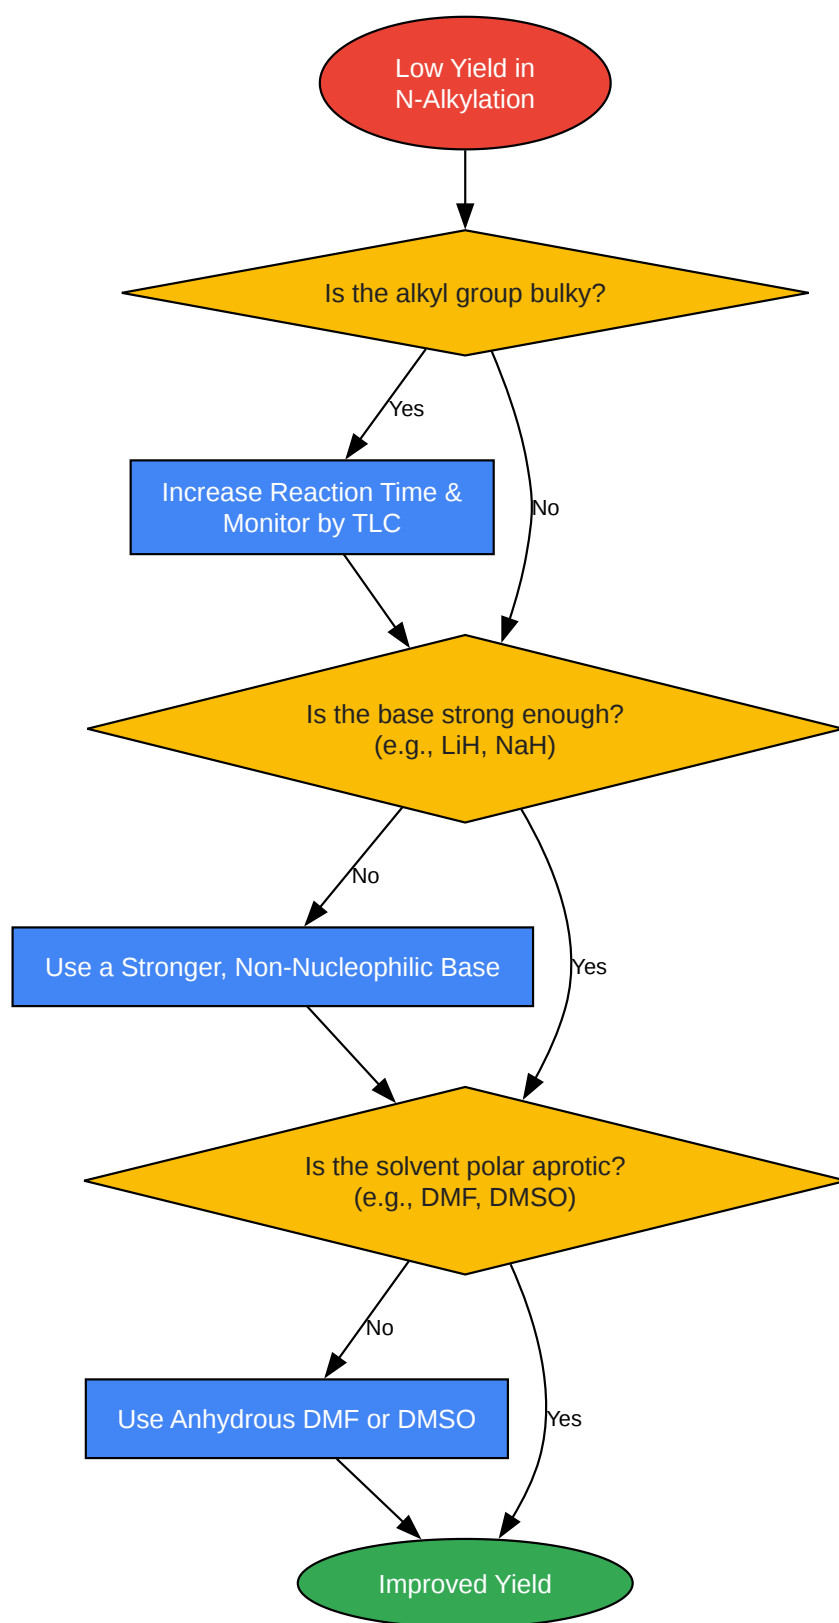 Low Yield in
N-Alkylation
Is the alkyl group bulky?
Yes
Increase Reaction Time &
Monitor by TLC
No
Is the base strong enough?
(e.g., LiH, NaH)
No
Use a Stronger, Non-Nucleophilic Base
Yes
Is the solvent polar aprotic?
(e.g., DMF, DMSO)
No
Use Anhydrous DMF or DMSO
Yes
Improved Yield